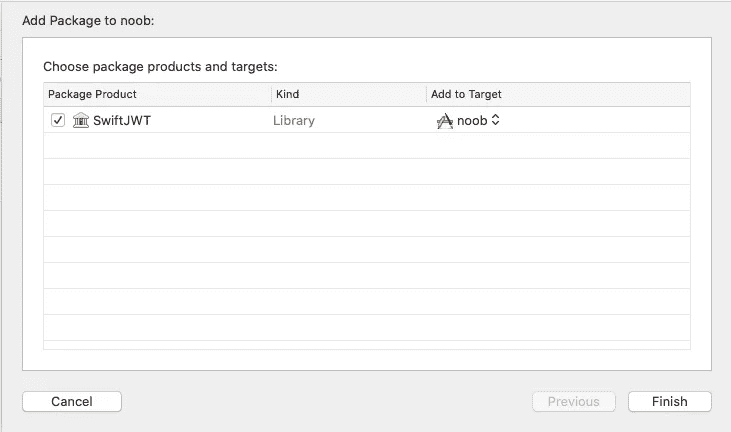 Add Package to noob:
Choose package products and targets:
Package Product Kind Add to Target
SwiftJWT Library noob
Cancel Previous Finish